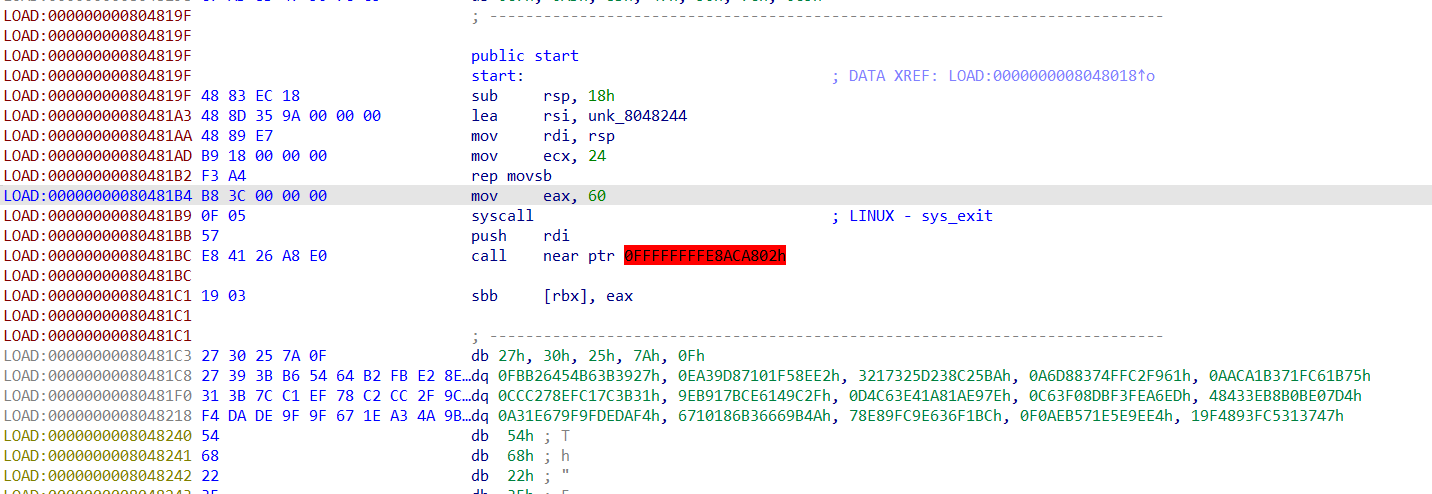 LOAD:000000000804819F ; ---------------------------------------------------------------------------
LOAD:000000000804819F
LOAD:000000000804819F public start
LOAD:000000000804819F start: ; DATA XREF: LOAD:0000000008048018↑o
LOAD:000000000804819F 48 83 EC 18 sub rsp, 18h
LOAD:00000000080481A3 48 8D 35 9A 00 00 00 lea rsi, unk_8048244
LOAD:00000000080481AA 48 89 E7 mov rdi, rsp
LOAD:00000000080481AD B9 18 00 00 00 mov ecx, 24
LOAD:00000000080481B2 F3 A4 rep movsb
LOAD:00000000080481B4 B8 3C 00 00 00 mov eax, 60
LOAD:00000000080481B9 0F 05 syscall ; LINUX - sys_exit
LOAD:00000000080481BB 57 push rdi
LOAD:00000000080481BC E8 41 26 A8 E0 call near ptr 0FFFFFFFFE8ACA802h
LOAD:00000000080481BC
LOAD:00000000080481C1 19 03 sbb [rbx], eax
LOAD:00000000080481C1
LOAD:00000000080481C1 ; ---------------------------------------------------------------------------
LOAD:00000000080481C3 27 30 25 7A 0F db 27h, 30h, 25h, 7Ah, 0Fh
LOAD:00000000080481C8 27 39 3B B6 54 64 B2 FB E2 8E…dq 0FBB26454B63B3927h, 0EA39D87101F58EE2h, 3217325D238C25BAh, 0A6D88374FFC2F961h, 0AACA1B371FC61B75h
LOAD:00000000080481F0 31 3B 7C C1 EF 78 C2 CC 2F 9C…dq 0CCC278EFC17C3B31h, 9EB917BCE6149C2Fh, 0D4C63E41A81AE97Eh, 0C63F08DBF3FEA6EDh, 48433EB8B0BE07D4h
LOAD:0000000008048218 F4 DA DE 9F 9F 67 1E A3 4A 9B…dq 0A31E679F9FDEDAF4h, 6710186B36669B4Ah, 78E89FC9E636F1BCh, 0F0AEB571E5E9EE4h, 19F4893FC5313747h
LOAD:0000000008048240 54 db 54h ; T
LOAD:0000000008048241 68 db 68h ; h
LOAD:0000000008048242 22 db 22h ; "